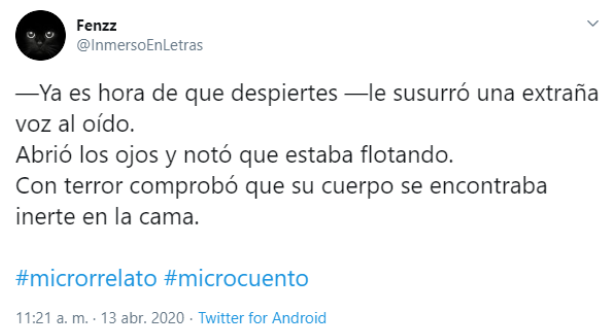 Fenzz
@InmersoEnLetras
—Ya es hora de que despiertes —le susurró una extraña
voz al oído.
Abrió los ojos y notó que estaba flotando.
Con terror comprobó que su cuerpo se encontraba
inerte en la cama.
#microrrelato #microcuento
11:21 a. m. · 13 abr. 2020 · Twitter for Android